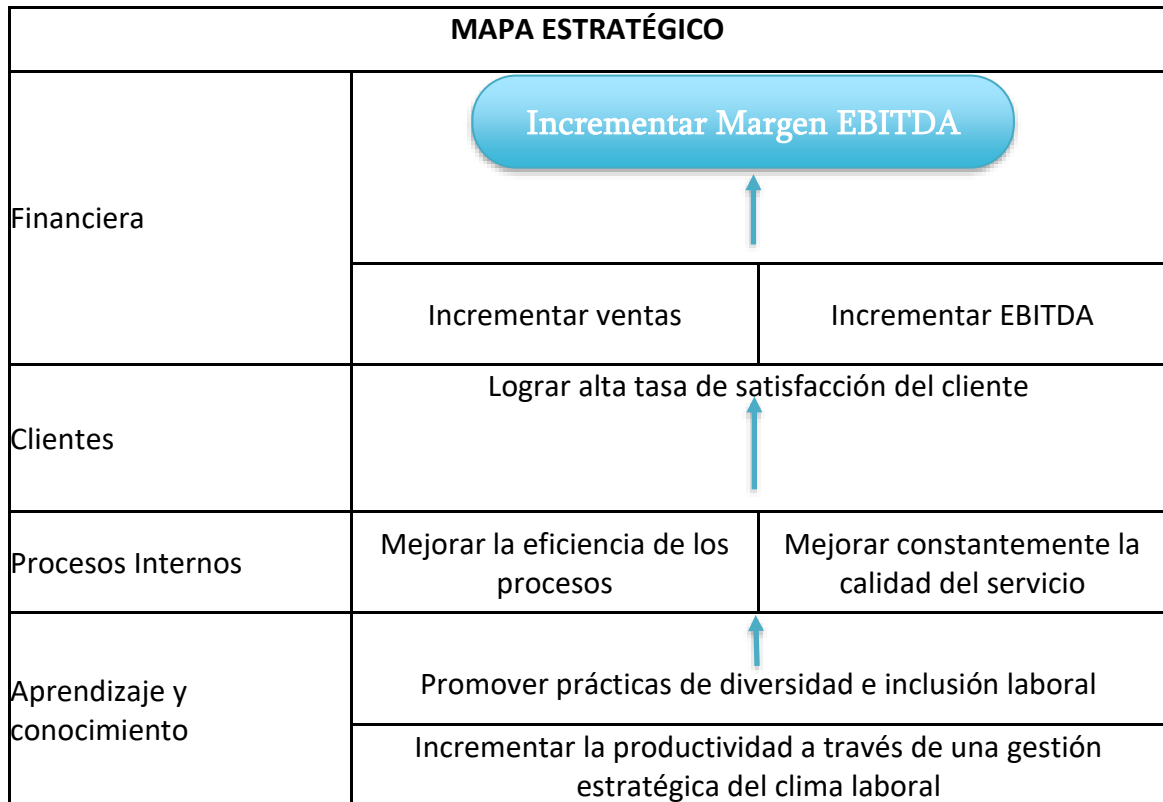 MAPA ESTRATÉGICO
Financiera
Incrementar Margen EBITDA
Incrementar ventas
Incrementar EBITDA
Clientes
Lograr alta tasa de satisfacción del cliente
Procesos Internos
Mejorar la eficiencia de los
procesos
Mejorar constantemente la
calidad del servicio
Aprendizaje y
conocimiento
Promover prácticas de diversidad e inclusión laboral
Incrementar la productividad a través de una gestión
estratégica del clima laboral